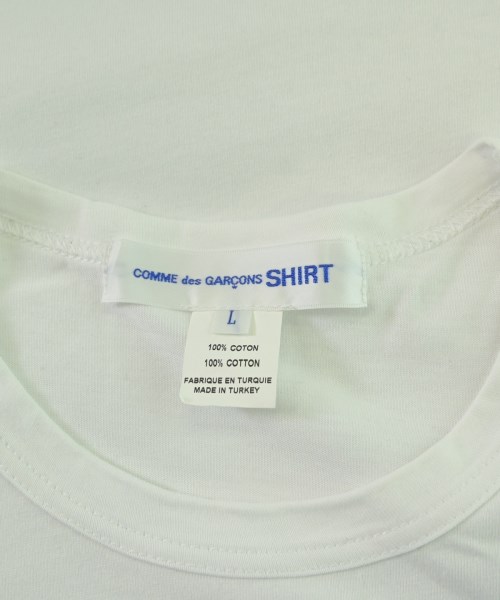 COMME des GARÇONS SHIRT
L
100% COTON
100% COTTON
FABRIQUE EN TURQUIE
MADE IN TURKEY